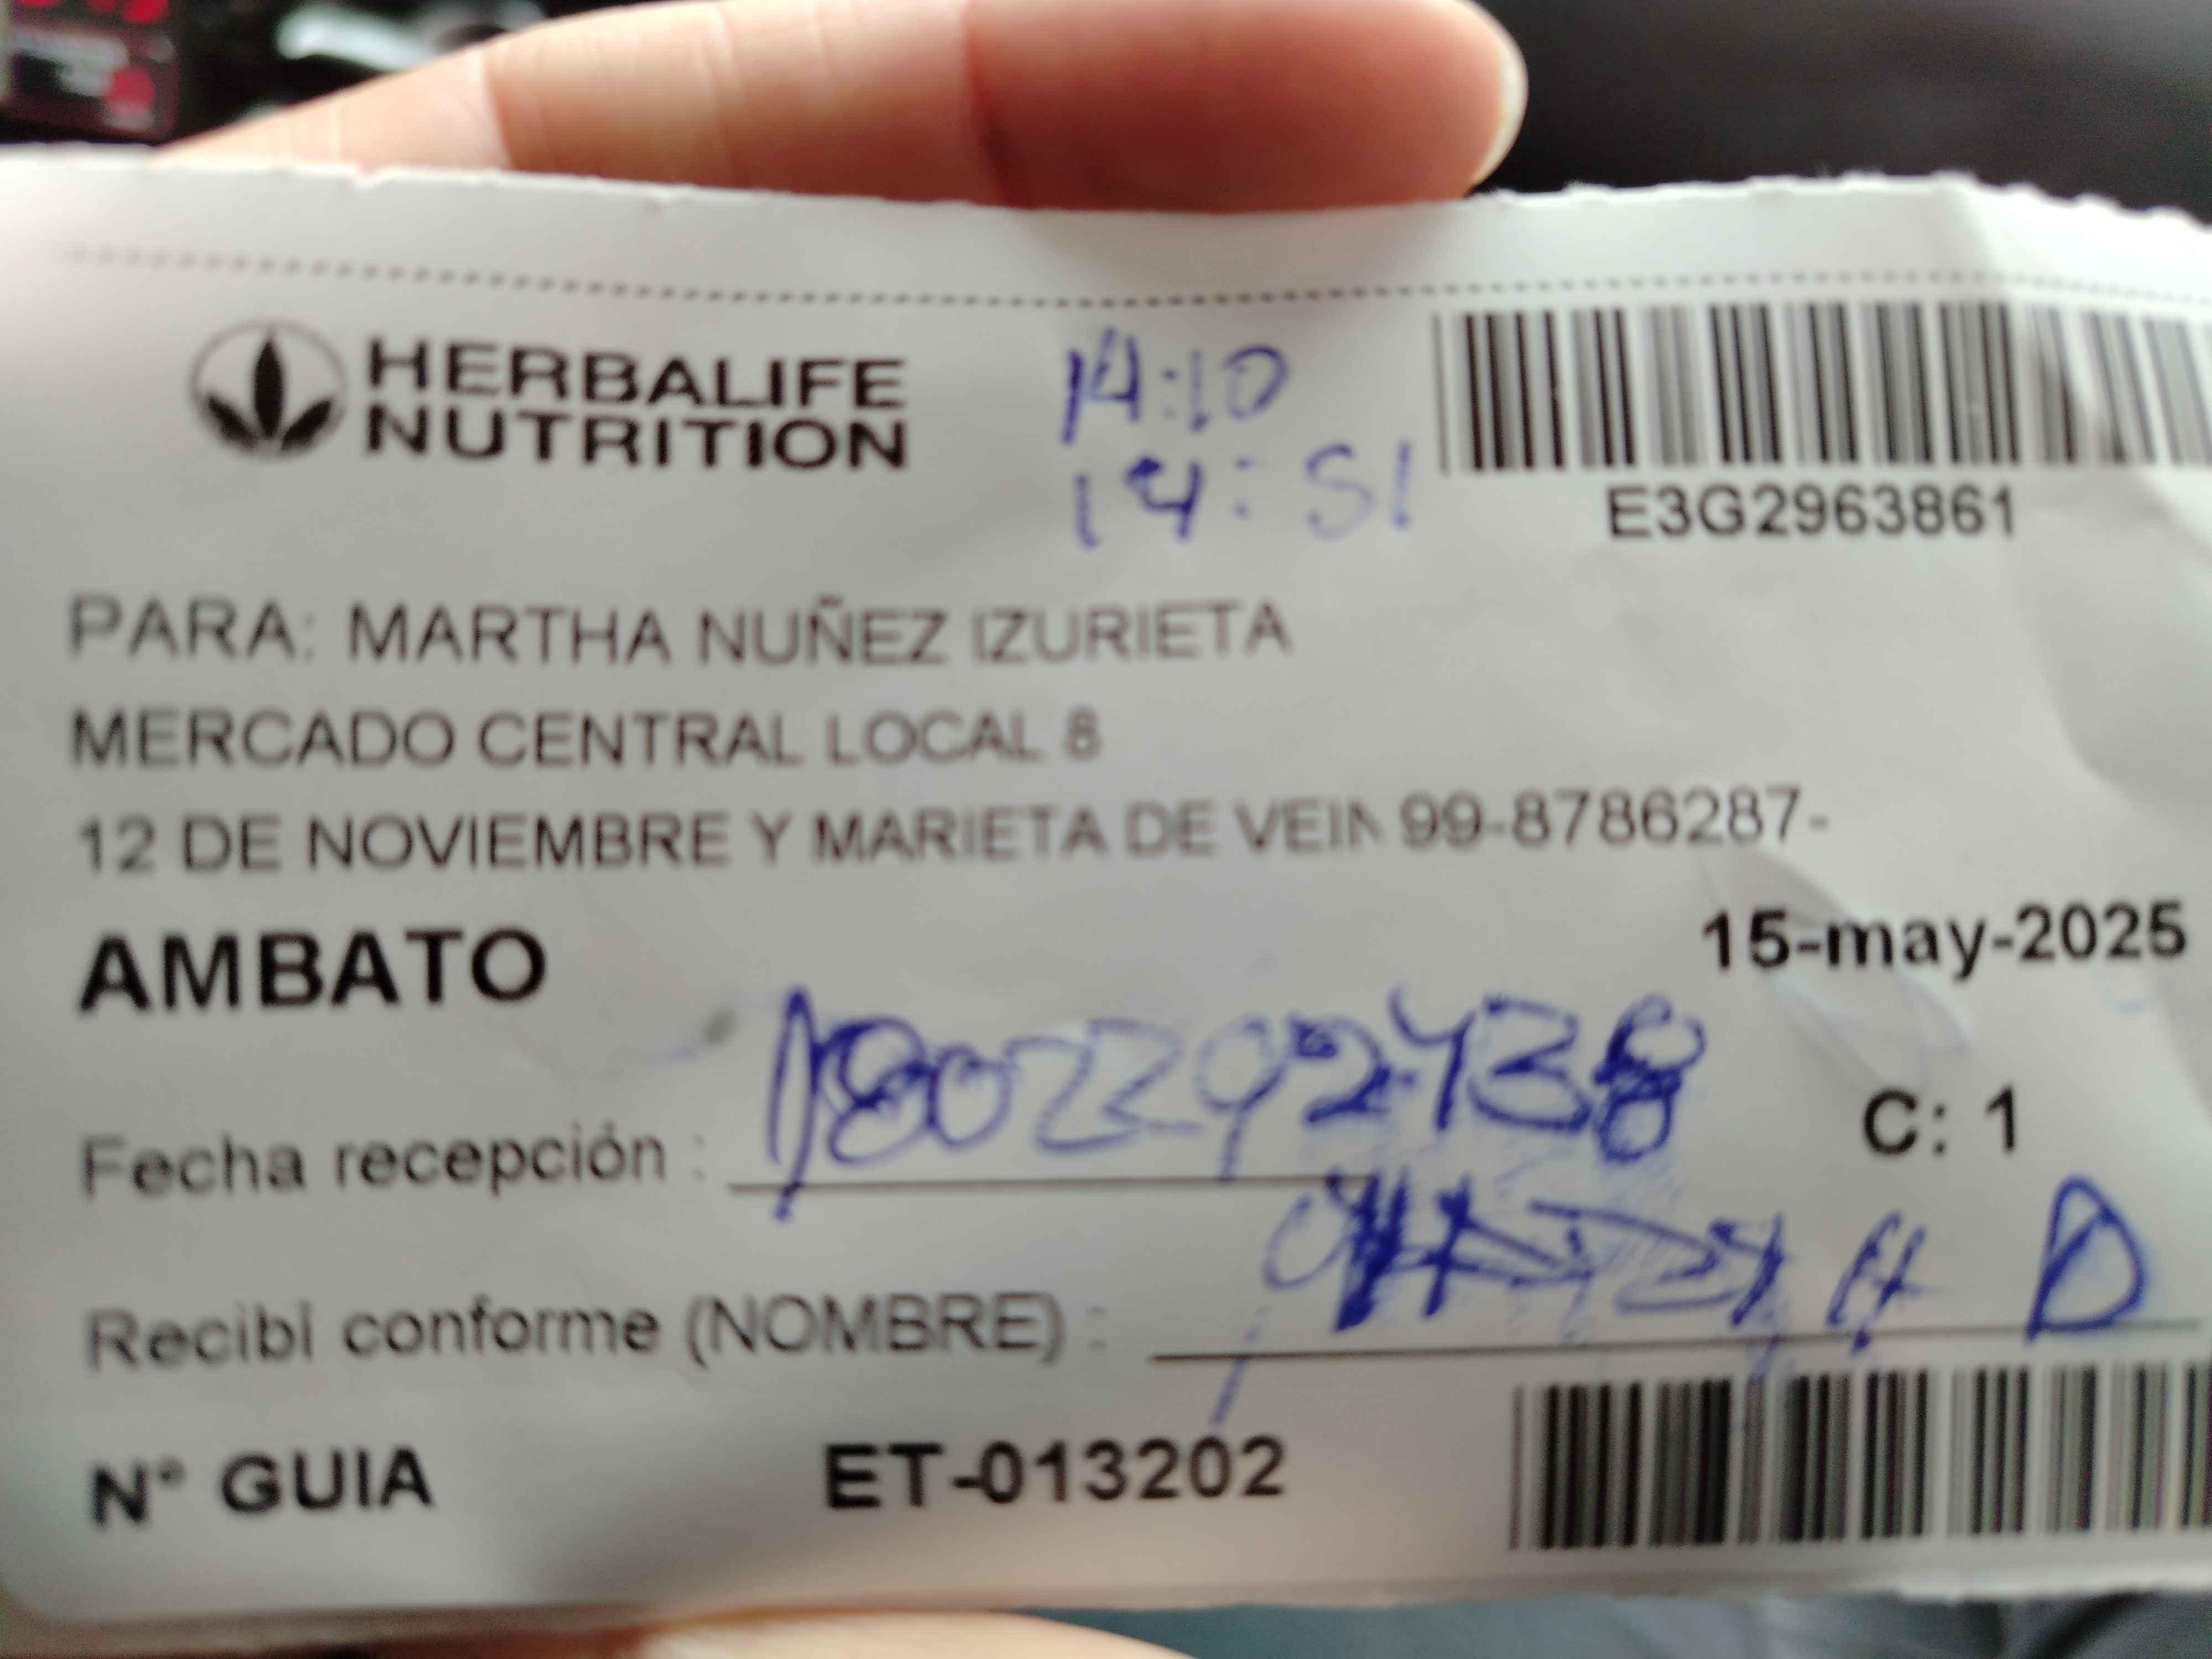 HERBALIFE
NUTRITION
14:10
14:51
E3G2963861
PARA: MARTHA NUÑEZ IZURIETA
MERCADO CENTRAL LOCAL 8
12 DE NOVIEMBRE Y MARIETA DE VEIN 99-8786287-
AMBATO
15-may-2025
Fecha recepción : 1802292438
C: 1
Recibí conforme (NOMBRE) :
N° GUIA ET-013202